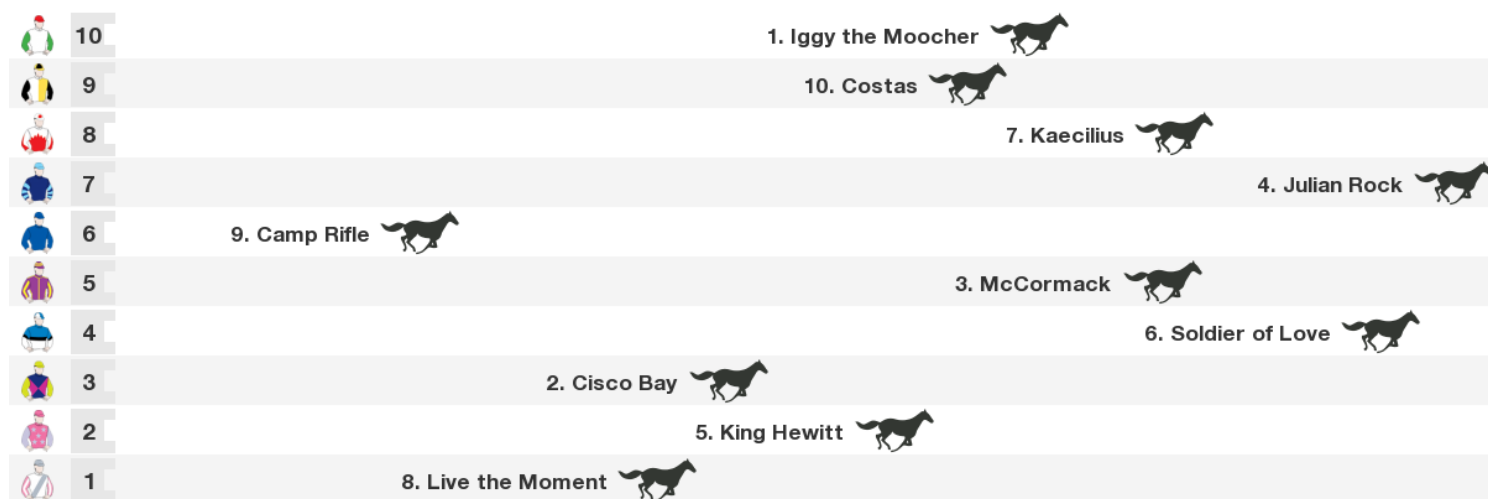 10 1. Iggy the Moocher
9 10. Costas
8 7. Kaecilius
7 4. Julian Rock
6 9. Camp Rifle
5 3. McCormack
4 6. Soldier of Love
3 2. Cisco Bay
2 5. King Hewitt
1 8. Live the Moment